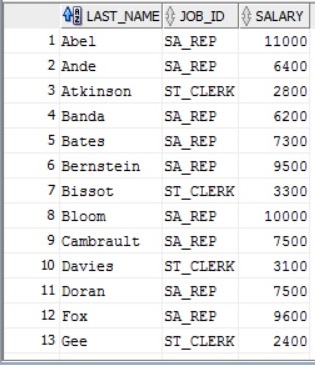 LAST_NAME JOB_ID SALARY
1 Abel SA_REP 11000
2 Ande SA_REP 6400
3 Atkinson ST_CLERK 2800
4 Banda SA_REP 6200
5 Bates SA_REP 7300
6 Bernstein SA_REP 9500
7 Bissot ST_CLERK 3300
8 Bloom SA_REP 10000
9 Cambrault SA_REP 7500
10 Davies ST_CLERK 3100
11 Doran SA_REP 7500
12 Fox SA_REP 9600
13 Gee ST_CLERK 2400